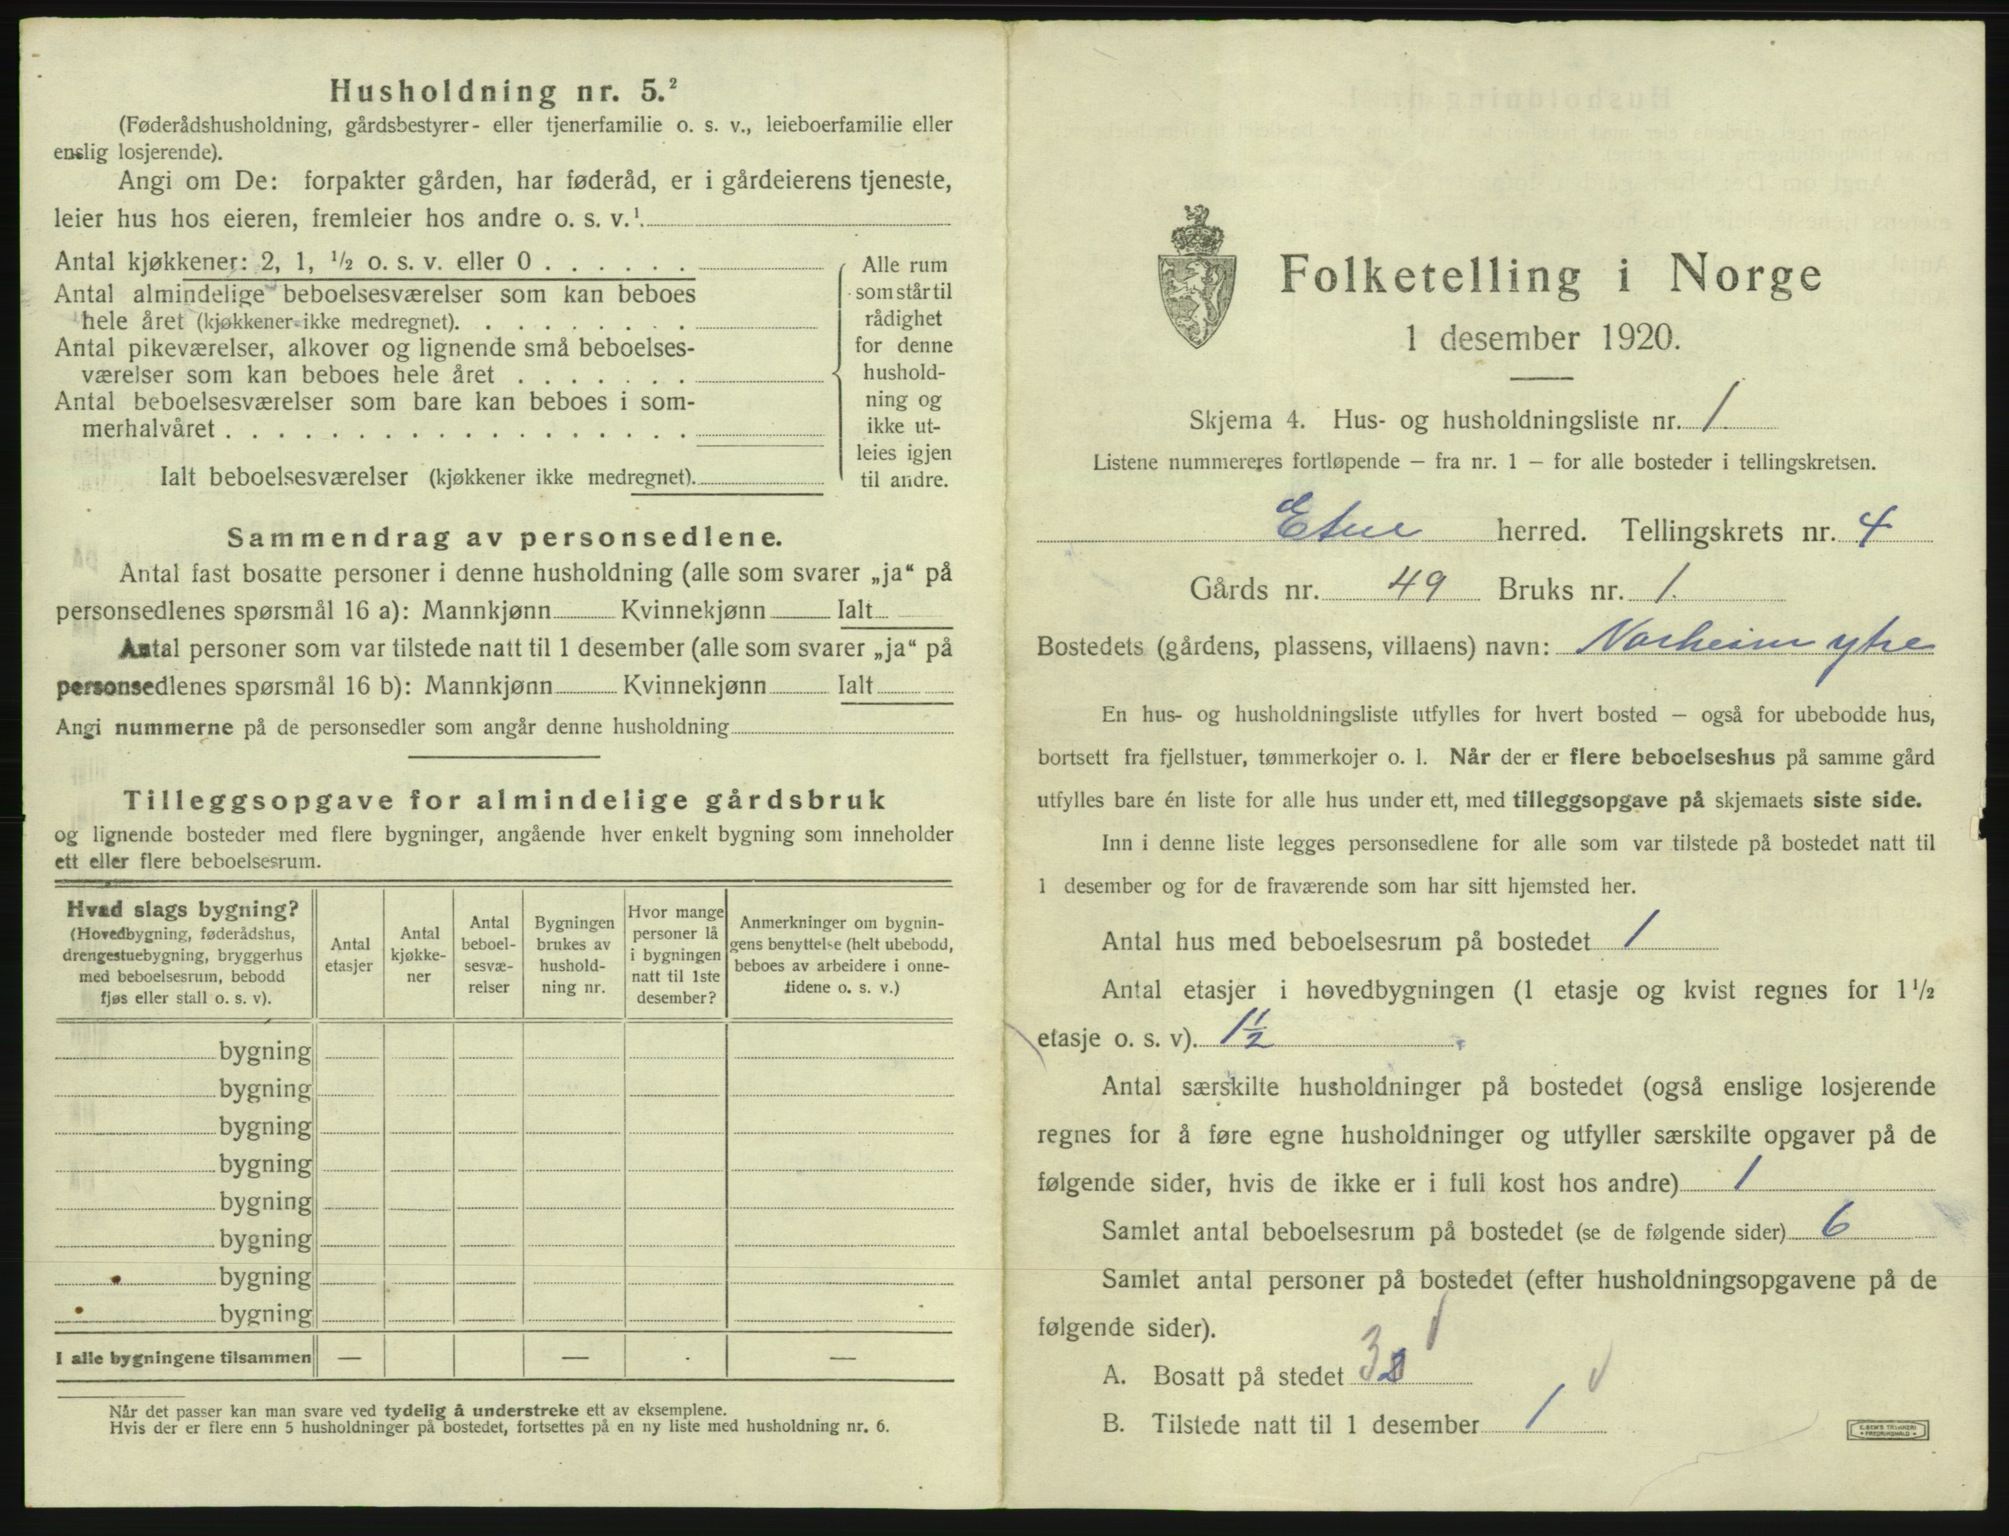 Husholdning nr. 5.²
(Føderådshusholdning, gårdsbestyrer- eller tjenerfamilie o. s. v., leieboerfamilie eller
enslig losjerende).
Angi om De: forpakter gården, har føderåd, er i gårdeierens tjeneste,
leier hus hos eieren, fremleier hos andre o. s. v.¹
Antal kjøkkener: 2, 1, ½ o. s. v. eller 0 . . . . . .
Antal almindelige beboelsesværelser som kan beboes
hele året (kjøkkener ikke medregnet). . . . . . . . .
Antal pikeværelser, alkover og lignende små beboelses-
værelser som kan beboes hele året . . . . . . .
Antal beboelsesværelser som bare kan beboes i som-
merhalvåret . . . . . . . . . . . . . . . . . .
Ialt beboelsesværelser (kjøkkener ikke medregnet).
Alle rum
som står til
rådighet
for denne
hushold-
ning og
ikke ut-
leies igjen
til andre.
Sammendrag av personsedlene.
Antal fast bosatte personer i denne husholdning (alle som svarer „ja“ på
personsedlenes spørsmål 16 a): Mannkjønn Kvinnekjønn Ialt
Antal personer som var tilstede natt til 1 desember (alle som svarer „ja“ på
personsedlenes spørsmål 16 b): Mannkjønn Kvinnekjønn Ialt
Angi nummerne på de personsedler som angår denne husholdning
Tilleggsopgave for almindelige gårdsbruk
og lignende bosteder med flere bygninger, angående hver enkelt bygning som inneholder
ett eller flere beboelsesrum.
Hvad slags bygning?
(Hovedbygning, føderådshus,
drengestuebygning, bryggerhus
med beboelsesrum, bebodd
fjøs eller stall o. s. v).
Antal
etasjer
Antal
kjøkke-
ner
Antal
beboel-
sesvæ-
relser
Bygningen
brukes av
hushold-
ning nr.
Hvor mange
personer lå
i bygningen
natt til 1ste
desember?
Anmerkninger om bygnin-
gens benyttelse (helt ubebodd,
beboes av arbeidere i onne-
tidene o. s. v.)
bygning
bygning
bygning
bygning
bygning
bygning
bygning
bygning
I alle bygningene tilsammen — — —
Når det passer kan man svare ved tydelig å understreke ett av eksemplene.
Hvis der er flere enn 5 husholdninger på bostedet, fortsettes på en ny liste med husholdning nr. 6.
Folketelling i Norge
1 desember 1920.
Skjema 4. Hus- og husholdningsliste nr. 1.
Listene nummereres fortløpende — fra nr. 1 — for alle bosteder i tellingskretsen.
Etne herred. Tellingskrets nr. 4
Gårds nr. 49 Bruks nr. 1.
Bostedets (gårdens, plassens, villaens) navn: Norheim ytre
En hus- og husholdningsliste utfylles for hvert bosted — også for ubebodde hus,
bortsett fra fjellstuer, tømmerkojer o. l. Når der er flere beboelseshus på samme gård
utfylles bare én liste for alle hus under ett, med tilleggsopgave på skjemaets siste side.
Inn i denne liste legges personsedlene for alle som var tilstede på bostedet natt til
1 desember og for de fraværende som har sitt hjemsted her.
Antal hus med beboelsesrum på bostedet 1
Antal etasjer i hovedbygningen (1 etasje og kvist regnes for 1½
etasje o. s. v). 1½
Antal særskilte husholdninger på bostedet (også enslige losjerende
regnes for å føre egne husholdninger og utfyller særskilte opgaver på de
følgende sider, hvis de ikke er i full kost hos andre) 1
Samlet antal beboelsesrum på bostedet (se de følgende sider) 6
Samlet antal personer på bostedet (efter husholdningsopgavene på de
følgende sider).
A. Bosatt på stedet 3
B. Tilstede natt til 1 desember 1